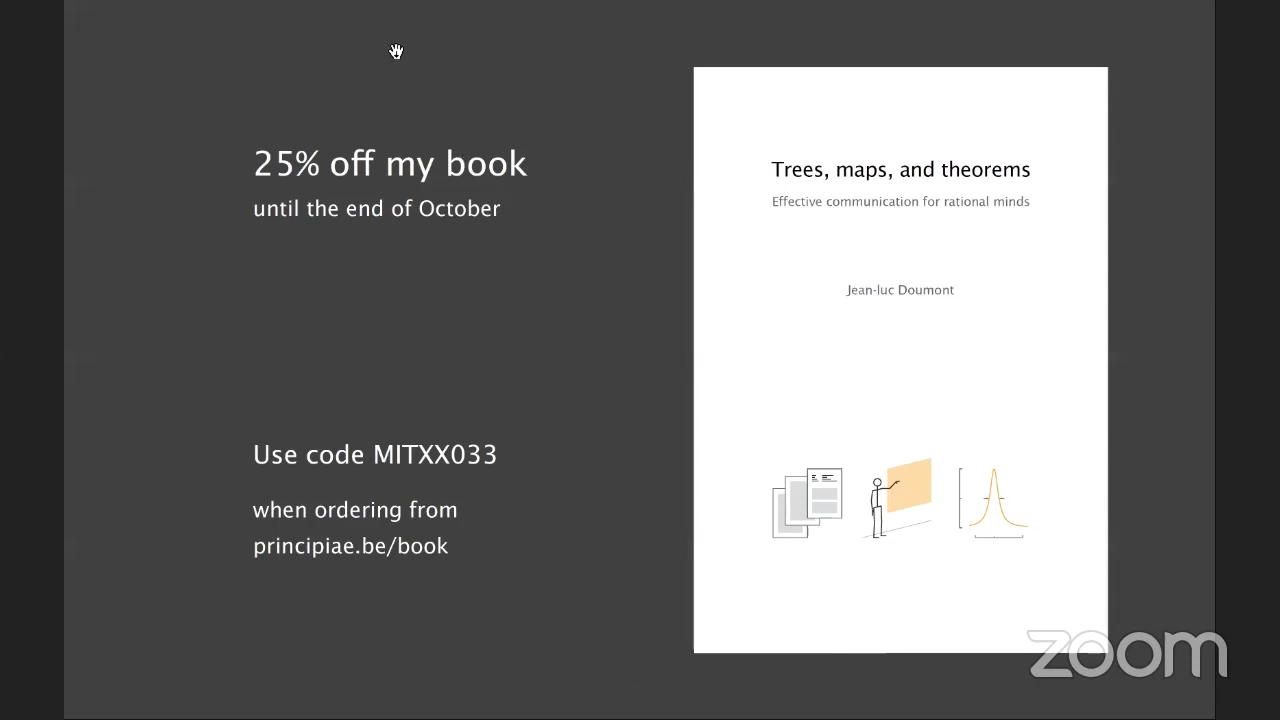 25% off my book
until the end of October
Use code MITXX033
when ordering from
principiae.be/book
Trees, maps, and theorems
Effective communication for rational minds
Jean-luc Doumont
zoom